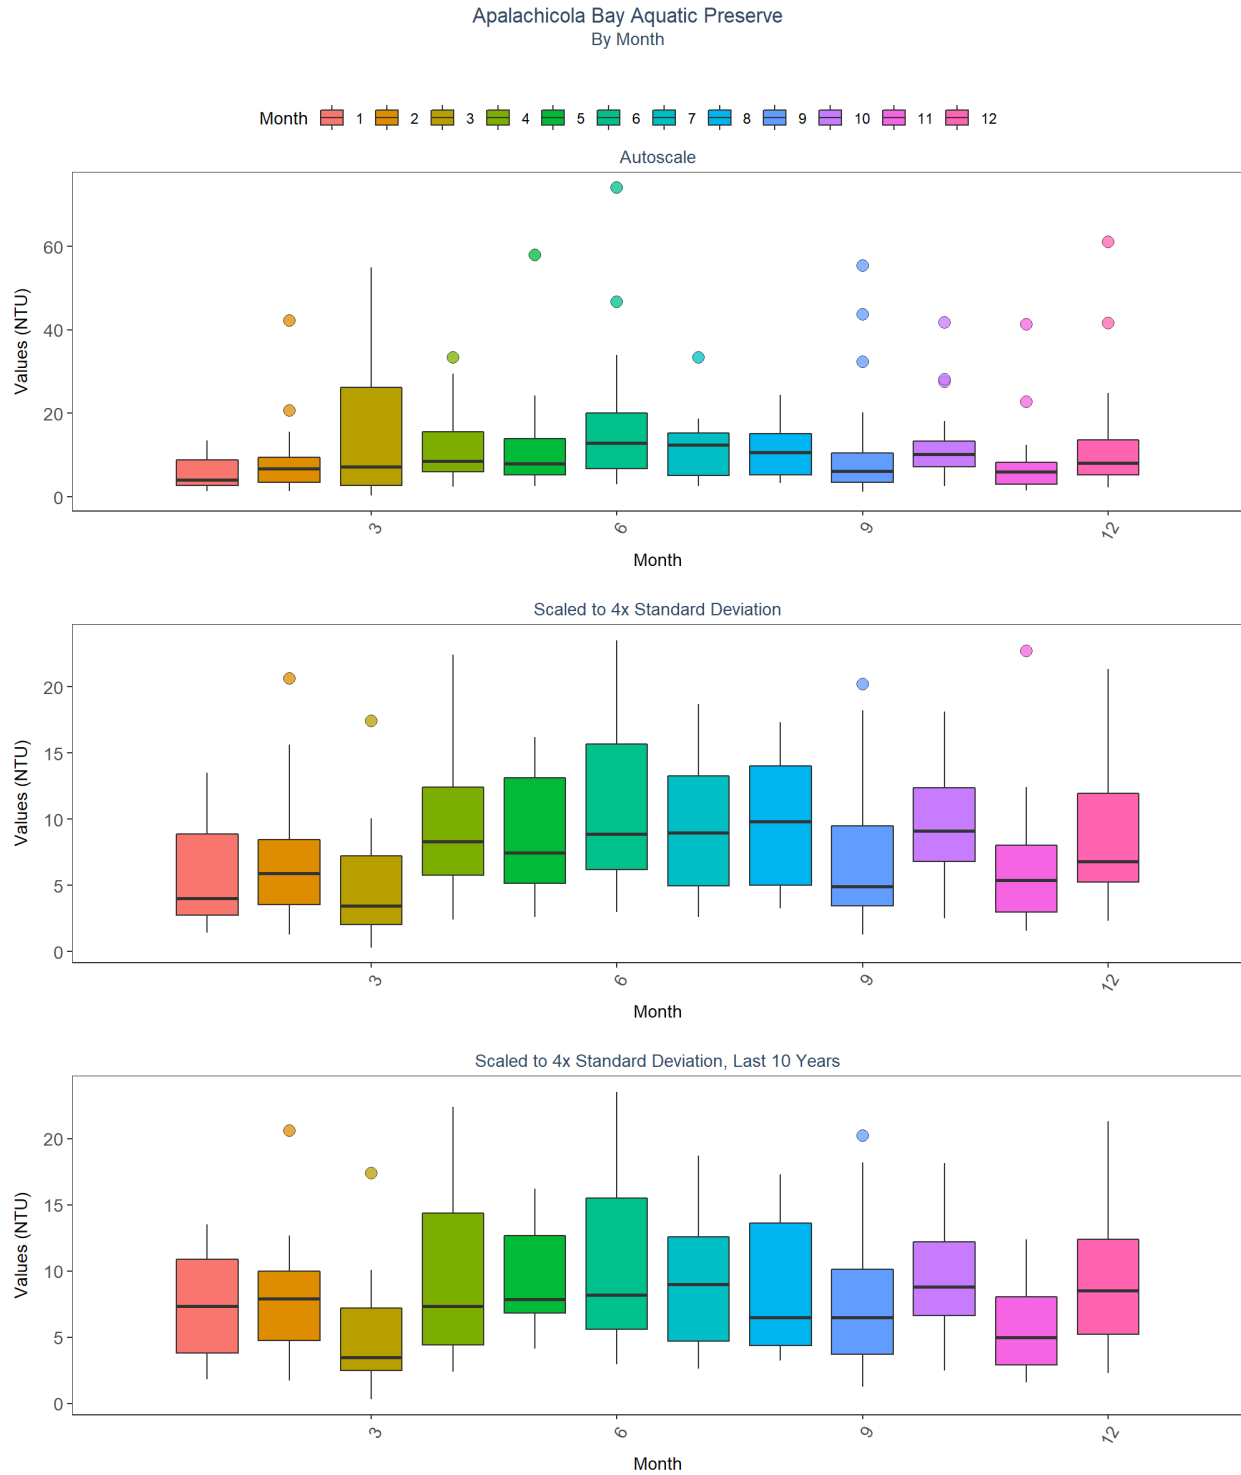 Apalachicola Bay Aquatic Preserve
By Month
Month 1 2 3 4 5 6 7 8 9 10 11 12
Autoscale
Values (NTU)
60
40
20
0
3 6 9 12
Month
Scaled to 4x Standard Deviation
Values (NTU)
20
15
10
5
0
3 6 9 12
Month
Scaled to 4x Standard Deviation, Last 10 Years
Values (NTU)
20
15
10
5
0
3 6 9 12
Month